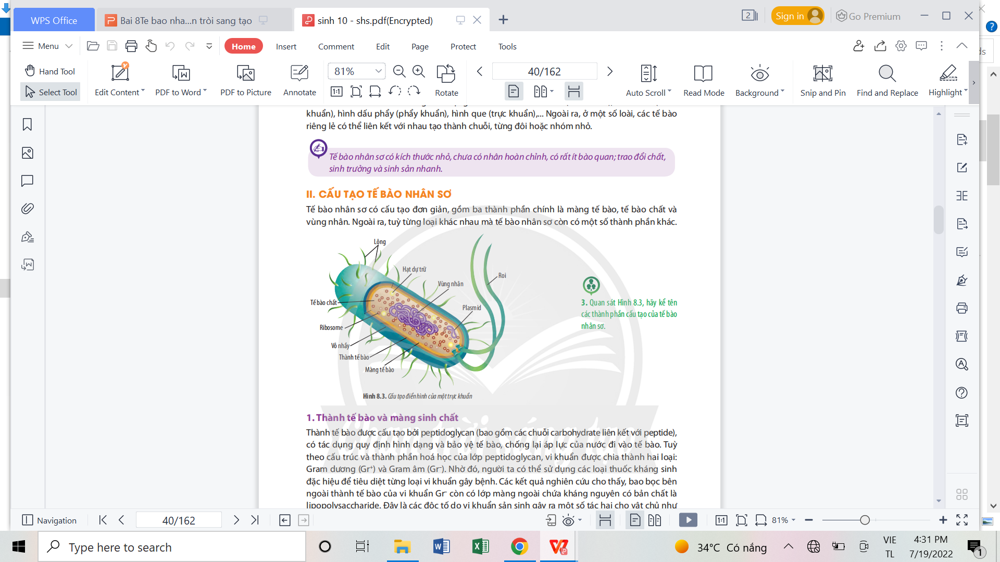 WPS Office
Bai 8Te bao nha...n tròi sang tạo
sinh 10 - shs.pdf(Encrypted)
2
Sign in
Go Premium
Menu
Home
Insert
Comment
Edit
Page
Protect
Tools
Hand Tool
Select Tool
Edit Content
PDF to Word
PDF to Picture
Annotate
81%
1:1
Rotate
40/162
Auto Scroll
Read Mode
Background
Snip and Pin
Find and Replace
Highlight
khuẩn), hình dấu phẩy (phẩy khuẩn), hình que (trực khuẩn),... Ngoài ra, ở một số loài, các tế bào
riêng lẻ có thể liên kết với nhau tạo thành chuỗi, từng đôi hoặc nhóm nhỏ.
Tế bào nhân sơ có kích thước nhỏ, chưa có nhân hoàn chỉnh, có rất ít bào quan; trao đổi chất,
sinh trưởng và sinh sản nhanh.
II. CẤU TẠO TẾ BÀO NHÂN SƠ
Tế bào nhân sơ có cấu tạo đơn giản, gồm ba thành phần chính là màng tế bào, tế bào chất và
vùng nhân. Ngoài ra, tuỳ từng loại khác nhau mà tế bào nhân sơ còn có một số thành phần khác.
Lông
Hạt dự trữ
Vùng nhân
Roi
Tế bào chất
Plasmid
Ribosome
Vỏ nhầy
Thành tế bào
Màng tế bào
3. Quan sát Hình 8.3, hãy kể tên
các thành phần cấu tạo của tế bào
nhân sơ.
Hình 8.3. Cấu tạo điển hình của một trực khuẩn
1. Thành tế bào và màng sinh chất
Chân trời sáng tạo
Thành tế bào được cấu tạo bởi peptidoglycan (bao gồm các chuỗi carbohydrate liên kết với peptide),
có tác dụng quy định hình dạng và bảo vệ tế bào, chống lại áp lực của nước đi vào tế bào. Tuỳ
theo cấu trúc và thành phần hoá học của lớp peptidoglycan, vi khuẩn được chia thành hai loại:
Gram dương (Gr⁺) và Gram âm (Gr⁻). Nhờ đó, người ta có thể sử dụng các loại thuốc kháng sinh
đặc hiệu để tiêu diệt từng loại vi khuẩn gây bệnh. Các kết quả nghiên cứu cho thấy, bao bọc bên
ngoài thành tế bào của vi khuẩn Gr⁻ còn có lớp màng ngoài chứa kháng nguyên có bản chất là
lipopolysaccharide. Đây là các độc tố do vi khuẩn sản sinh gây ra một số tác hại cho vật chủ như
Navigation
40/162
1:1
81%
Type here to search
34°C Có nắng
VIE
TL
4:31 PM
7/19/2022
1